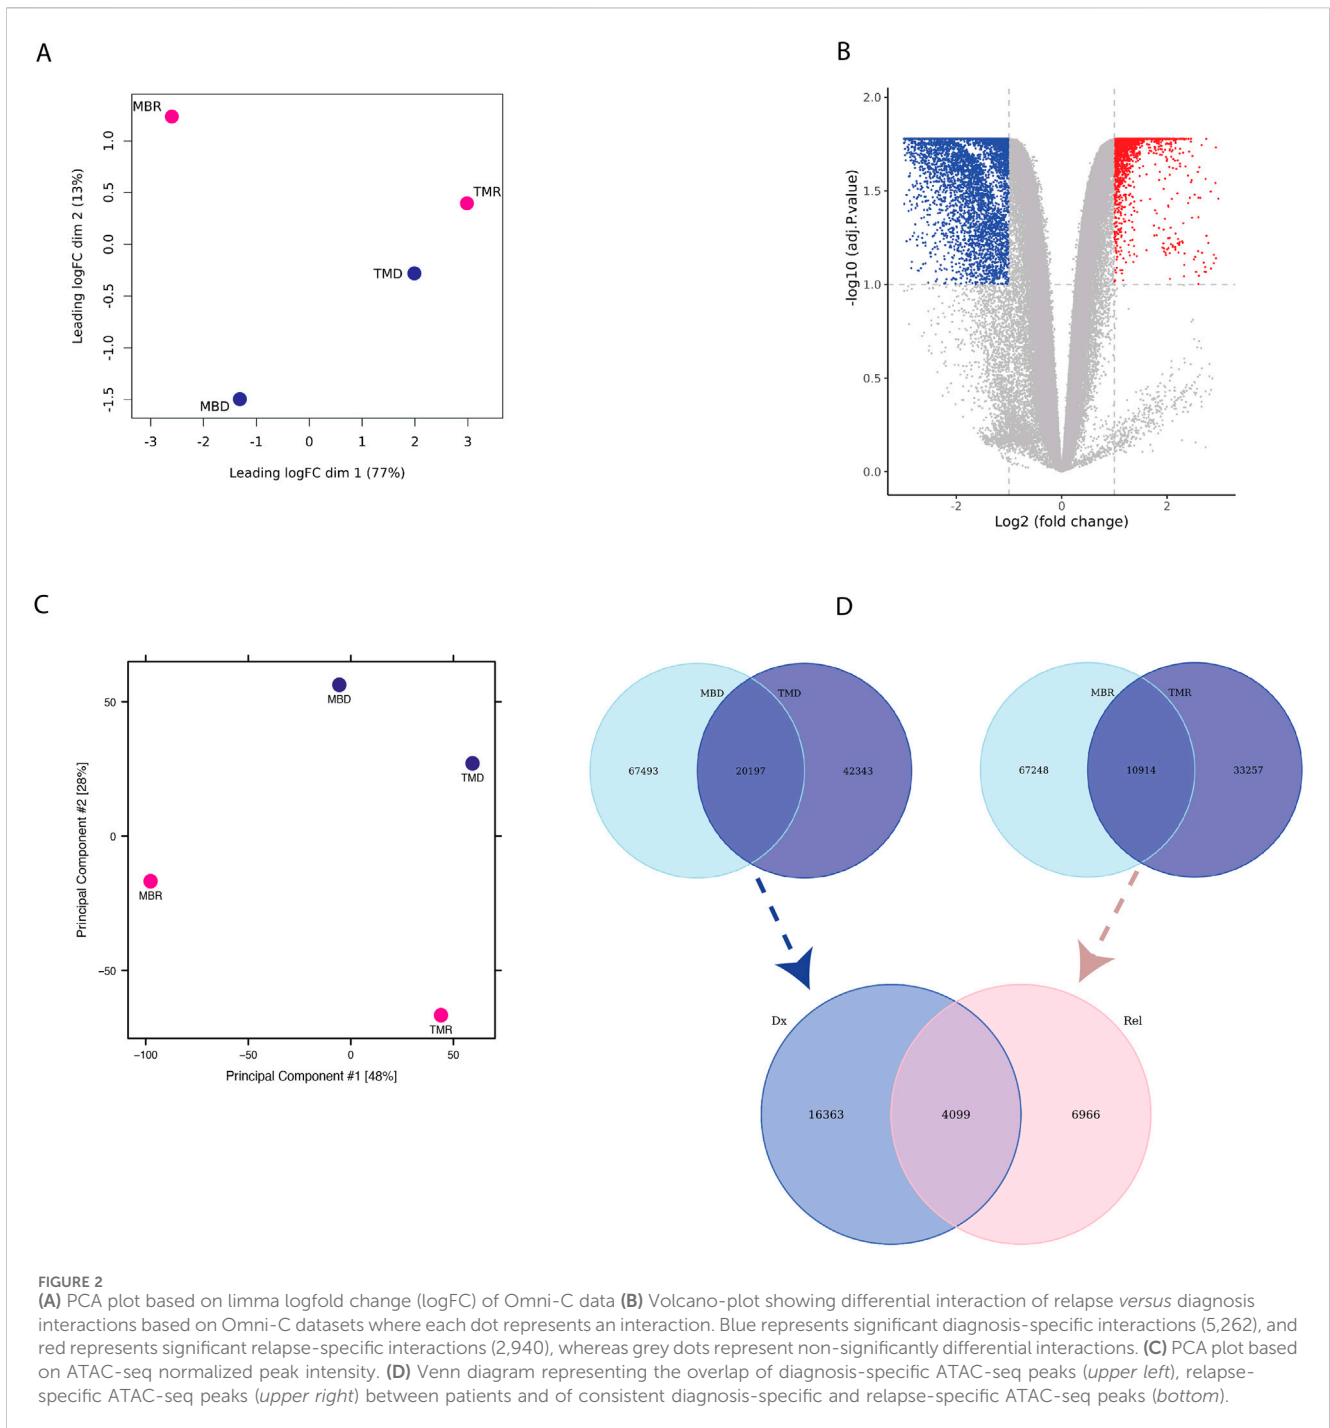 A
MBR
TMR
TMD
MBD
1.0
0.5
0.0
-0.5
-1.0
-1.5
Leading logFC dim 2 (13%)
-3 -2 -1 0 1 2 3
Leading logFC dim 1 (77%)
B
2.0
1.5
1.0
0.5
0.0
-log10 (adj.P.value)
-2 0 2
Log2 (fold change)
C
MBD
TMD
MBR
TMR
50
0
−50
Principal Component #2 [28%]
−100 −50 0 50
Principal Component #1 [48%]
D
MBD TMD
67493 20197 42343
MBR TMR
67248 10914 33257
Dx Rel
16363 4099 6966
FIGURE 2
(A) PCA plot based on limma logfold change (logFC) of Omni-C data (B) Volcano-plot showing differential interaction of relapse versus diagnosis
interactions based on Omni-C datasets where each dot represents an interaction. Blue represents significant diagnosis-specific interactions (5,262), and
red represents significant relapse-specific interactions (2,940), whereas grey dots represent non-significantly differential interactions. (C) PCA plot based
on ATAC-seq normalized peak intensity. (D) Venn diagram representing the overlap of diagnosis-specific ATAC-seq peaks (upper left), relapse-
specific ATAC-seq peaks (upper right) between patients and of consistent diagnosis-specific and relapse-specific ATAC-seq peaks (bottom).